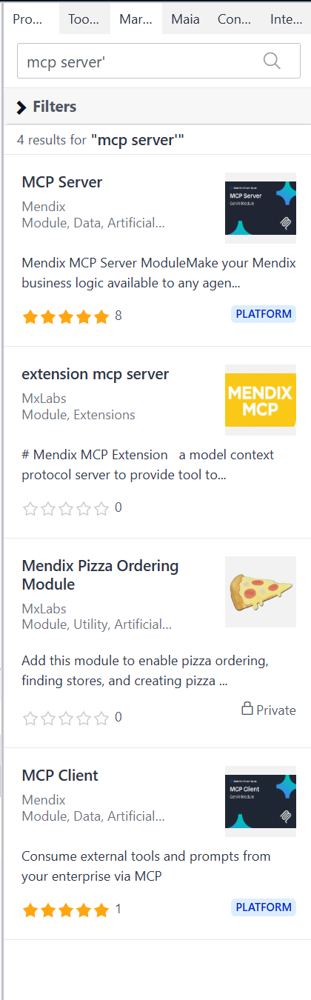 Pro...
Too...
Mar...
Maia
Con...
Inte...
mcp server'
Filters
4 results for "mcp server'"
MCP Server
Mendix
Module, Data, Artificial...
MCP Server
GenAI Module
Mendix MCP Server ModuleMake your Mendix
business logic available to any agen...
8
PLATFORM
extension mcp server
MxLabs
Module, Extensions
MENDIX
MCP
# Mendix MCP Extension   a model context
protocol server to provide tool to...
0
Mendix Pizza Ordering
Module
MxLabs
Module, Utility, Artificial...
Add this module to enable pizza ordering,
finding stores, and creating pizza ...
0
Private
MCP Client
Mendix
Module, Data, Artificial...
MCP Client
GenAI Module
Consume external tools and prompts from
your enterprise via MCP
1
PLATFORM